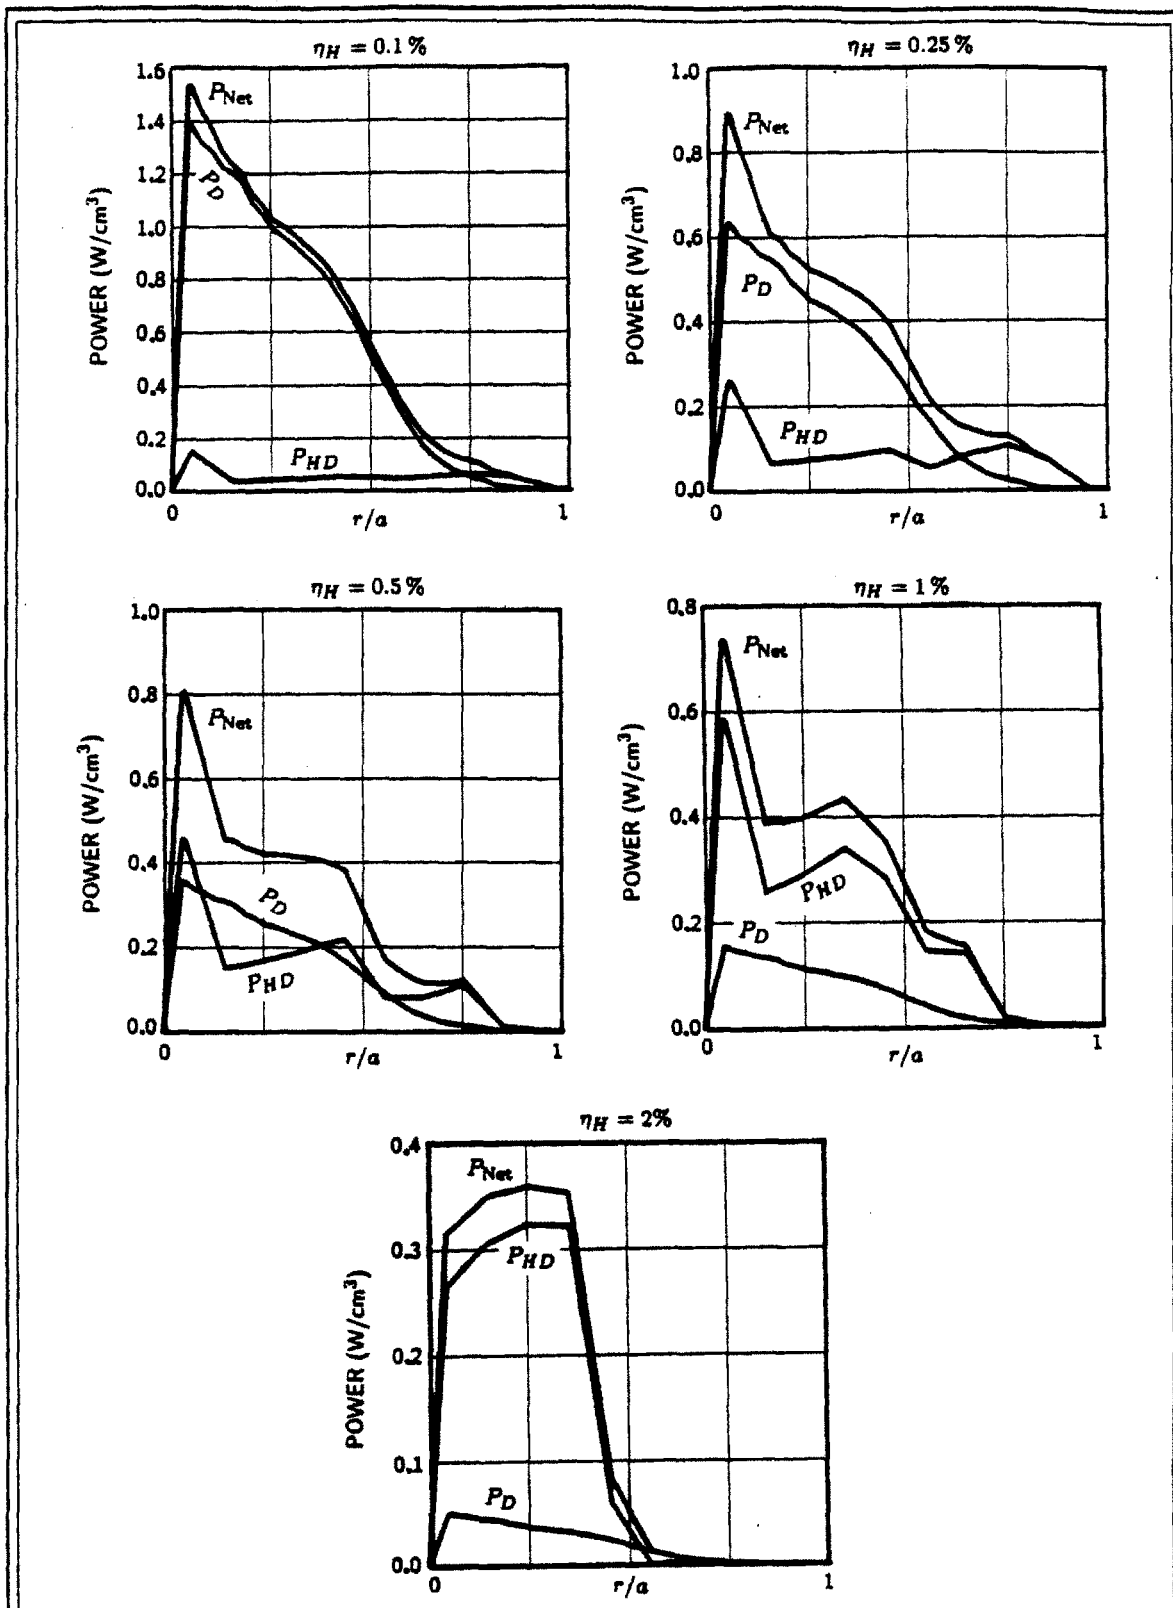 η_H = 0.1%
1.6
1.4
1.2
1.0
0.8
0.6
0.4
0.2
0.0
POWER (W/cm³)
P_Net
P_D
P_HD
0
r/a
1
η_H = 0.25%
1.0
0.8
0.6
0.4
0.2
0.0
POWER (W/cm³)
P_Net
P_D
P_HD
0
r/a
1
η_H = 0.5%
1.0
0.8
0.6
0.4
0.2
0.0
POWER (W/cm³)
P_Net
P_D
P_HD
0
r/a
1
η_H = 1%
0.8
0.6
0.4
0.2
0.0
POWER (W/cm³)
P_Net
P_HD
P_D
0
r/a
1
η_H = 2%
0.4
0.3
0.2
0.1
0.0
POWER (W/cm³)
P_Net
P_HD
P_D
0
r/a
1